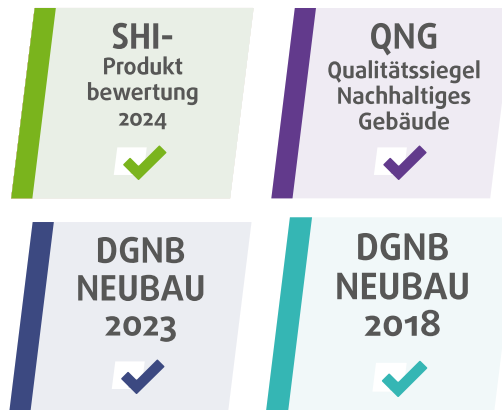 SHI-
Produkt
bewertung
2024
QNG
Qualitätssiegel
Nachhaltiges
Gebäude
DGNB
NEUBAU
2023
DGNB
NEUBAU
2018